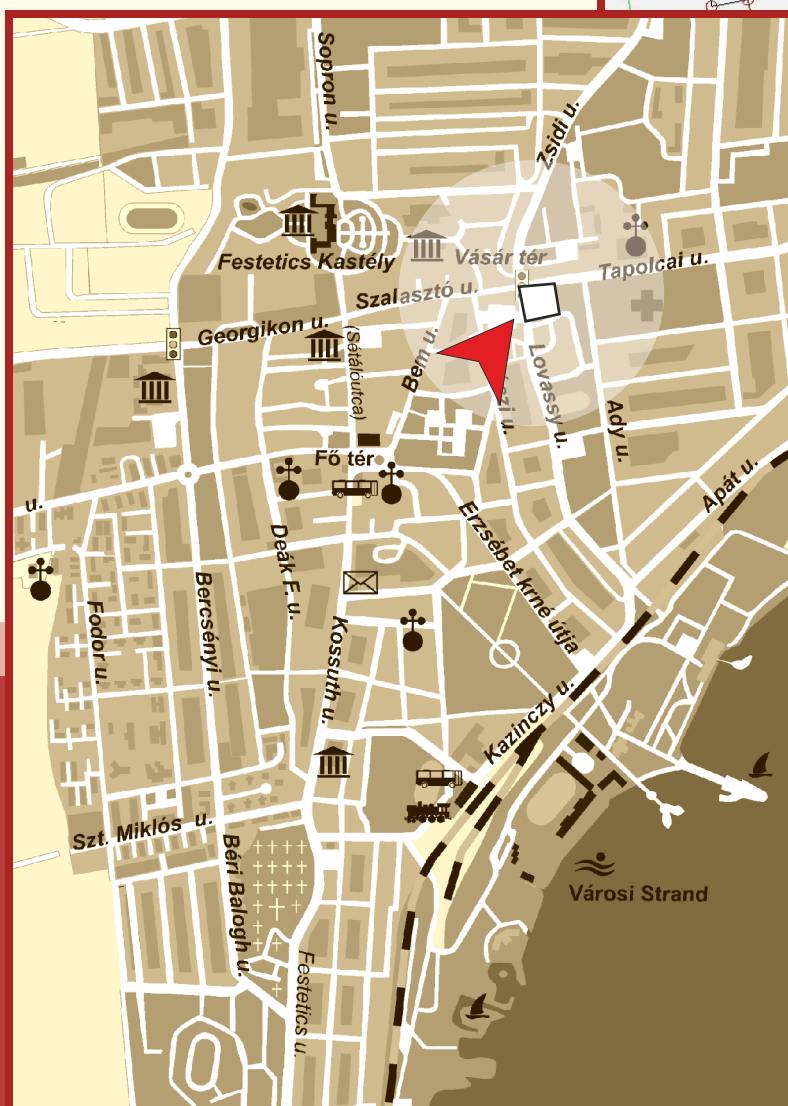 Sopron u.
Zsidi u.
Festetics Kastély
Vásár tér
Tapolcai u.
Szalasztó u.
Georgikon u.
(Sétálóutca)
Bem u.
Lovassy u.
Ady u.
Fő tér
Apát u.
u.
Erzsébet krné útja
Deák F. u.
Bercsényi u.
Fodor u.
Kossuth u.
Kazinczy u.
Szt. Miklós u.
Béri Balogh u.
Városi Strand
Festetics u.